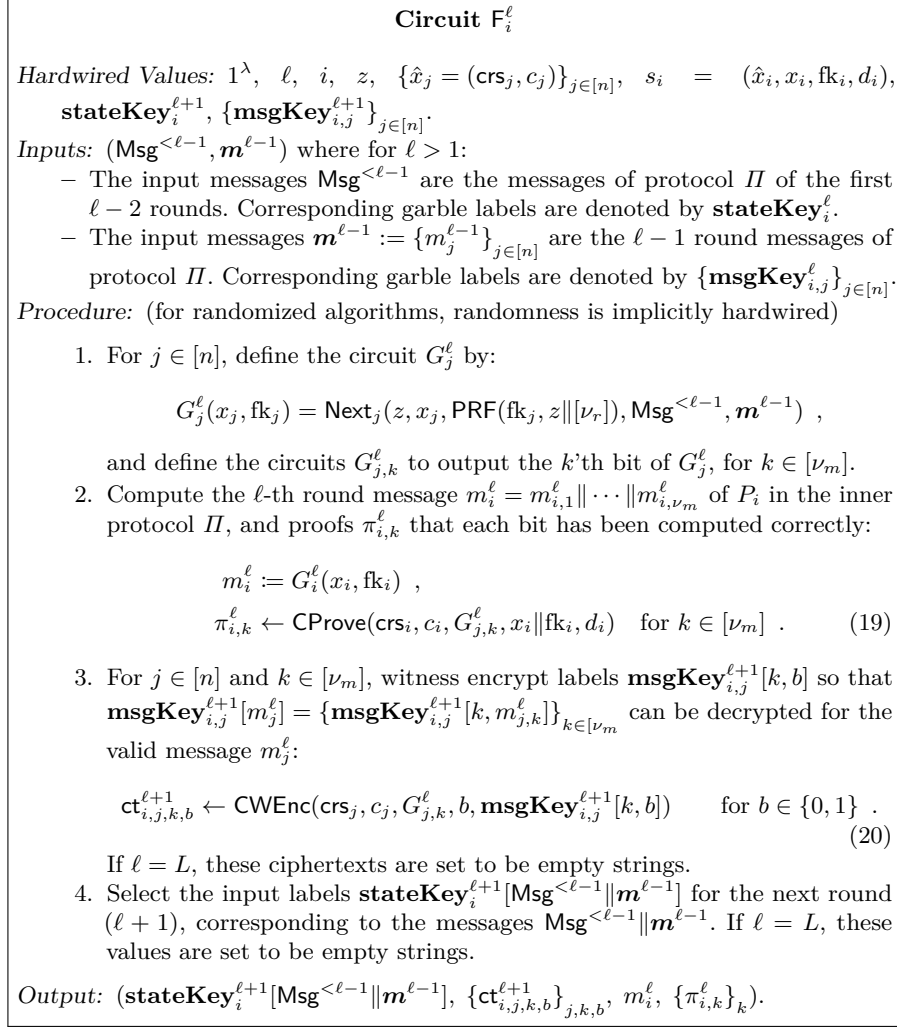 Circuit F_i^ℓ
Hardwired Values: 1^λ, ℓ, i, z, {x̂_j = (crs_j, c_j)}_{j∈[n]}, s_i = (x̂_i, x_i, fk_i, d_i),
stateKey_i^{ℓ+1}, {msgKey_{i,j}^{ℓ+1}}_{j∈[n]}.
Inputs: (Msg^{<ℓ−1}, m^{ℓ−1}) where for ℓ > 1:
– The input messages Msg^{<ℓ−1} are the messages of protocol Π of the first
ℓ − 2 rounds. Corresponding garble labels are denoted by stateKey_i^ℓ.
– The input messages m^{ℓ−1} := {m_j^{ℓ−1}}_{j∈[n]} are the ℓ − 1 round messages of
protocol Π. Corresponding garble labels are denoted by {msgKey_{i,j}^ℓ}_{j∈[n]}.
Procedure: (for randomized algorithms, randomness is implicitly hardwired)
1. For j ∈ [n], define the circuit G_j^ℓ by:
G_j^ℓ(x_j, fk_j) = Next_j(z, x_j, PRF(fk_j, z‖[ν_r]), Msg^{<ℓ−1}, m^{ℓ−1}) ,
and define the circuits G_{j,k}^ℓ to output the k'th bit of G_j^ℓ, for k ∈ [ν_m].
2. Compute the ℓ-th round message m_i^ℓ = m_{i,1}^ℓ‖ · · · ‖m_{i,ν_m}^ℓ of P_i in the inner
protocol Π, and proofs π_{i,k}^ℓ that each bit has been computed correctly:
m_i^ℓ := G_i^ℓ(x_i, fk_i) ,
π_{i,k}^ℓ ← CProve(crs_i, c_i, G_{j,k}^ℓ, x_i‖fk_i, d_i) for k ∈ [ν_m] . (19)
3. For j ∈ [n] and k ∈ [ν_m], witness encrypt labels msgKey_{i,j}^{ℓ+1}[k, b] so that
msgKey_{i,j}^{ℓ+1}[m_j^ℓ] = {msgKey_{i,j}^{ℓ+1}[k, m_{j,k}^ℓ]}_{k∈[ν_m} can be decrypted for the
valid message m_j^ℓ:
ct_{i,j,k,b}^{ℓ+1} ← CWEnc(crs_j, c_j, G_{j,k}^ℓ, b, msgKey_{i,j}^{ℓ+1}[k, b]) for b ∈ {0, 1} .
(20)
If ℓ = L, these ciphertexts are set to be empty strings.
4. Select the input labels stateKey_i^{ℓ+1}[Msg^{<ℓ−1}‖m^{ℓ−1}] for the next round
(ℓ + 1), corresponding to the messages Msg^{<ℓ−1}‖m^{ℓ−1}. If ℓ = L, these
values are set to be empty strings.
Output: (stateKey_i^{ℓ+1}[Msg^{<ℓ−1}‖m^{ℓ−1}], {ct_{i,j,k,b}^{ℓ+1}}_{j,k,b}, m_i^ℓ, {π_{i,k}^ℓ}_k).